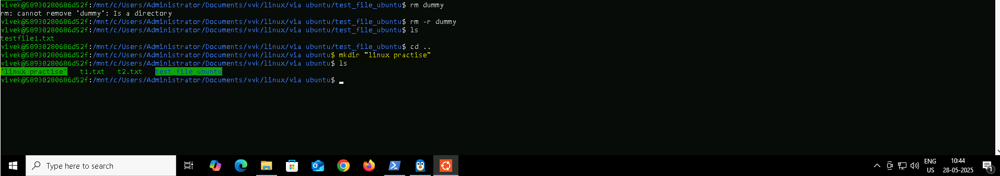 vivek@58930280686d52f:/mnt/c/Users/Administrator/Documents/vvk/linux/via ubuntu/test_file_ubuntu$ rm dummy
rm: cannot remove 'dummy': Is a directory
vivek@58930280686d52f:/mnt/c/Users/Administrator/Documents/vvk/linux/via ubuntu/test_file_ubuntu$ rm -r dummy
vivek@58930280686d52f:/mnt/c/Users/Administrator/Documents/vvk/linux/via ubuntu/test_file_ubuntu$ ls
testfile1.txt
vivek@58930280686d52f:/mnt/c/Users/Administrator/Documents/vvk/linux/via ubuntu/test_file_ubuntu$ cd ..
vivek@58930280686d52f:/mnt/c/Users/Administrator/Documents/vvk/linux/via ubuntu$ mkdir "linux practise"
vivek@58930280686d52f:/mnt/c/Users/Administrator/Documents/vvk/linux/via ubuntu$ ls
'linux practise'   t1.txt   t2.txt   test_file_ubuntu
vivek@58930280686d52f:/mnt/c/Users/Administrator/Documents/vvk/linux/via ubuntu$
Type here to search
ENG
US
10:44
28-05-2025
1